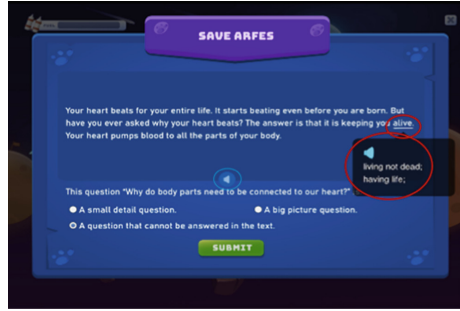 SAVE ARFES
Your heart beats for your entire life. It starts beating even before you are born. But
have you ever asked why your heart beats? The answer is that it is keeping you alive.
Your heart pumps blood to all the parts of your body.
living not dead;
having life;
This question "Why do body parts need to be connected to our heart?"
A small detail question.
A big picture question.
A question that cannot be answered in the text.
SUBMIT